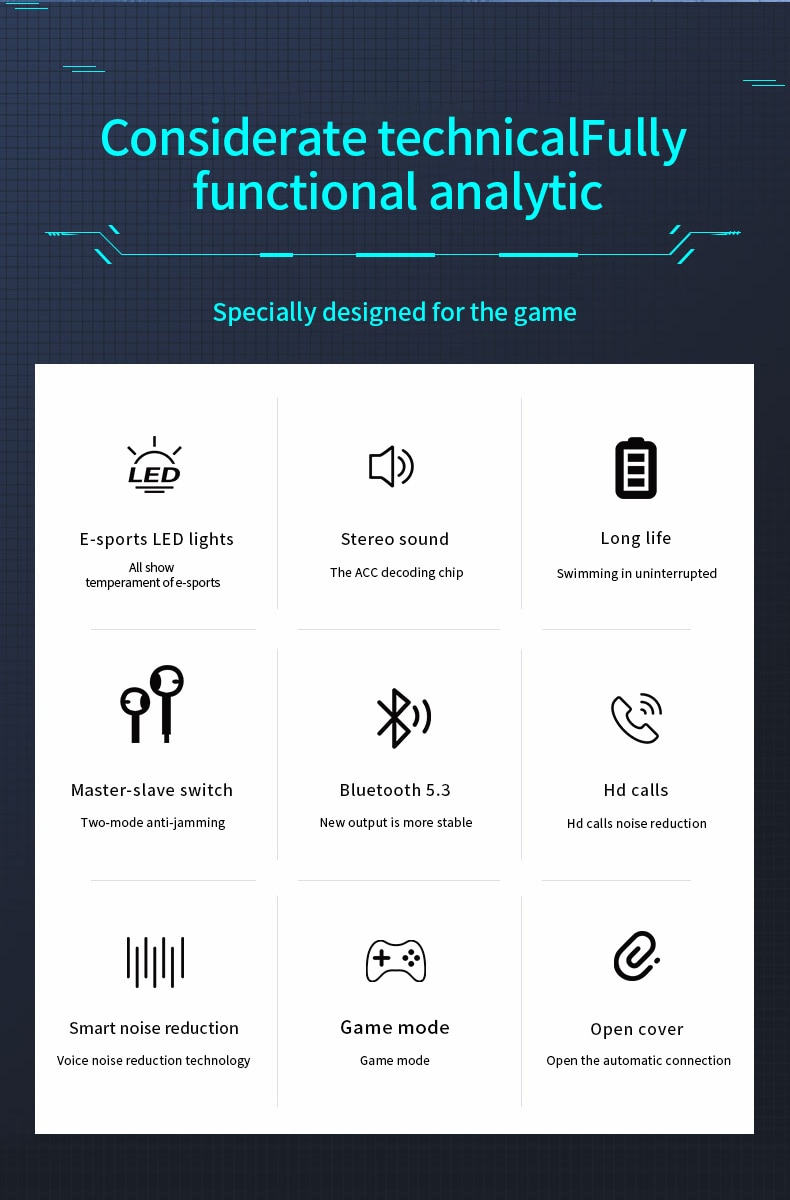 Considerate technicalFully
functional analytic
Specially designed for the game
LED
E-sports LED lights
All show
temperament of e-sports
Stereo sound
The ACC decoding chip
Long life
Swimming in uninterrupted
Master-slave switch
Two-mode anti-jamming
Bluetooth 5.3
New output is more stable
Hd calls
Hd calls noise reduction
Smart noise reduction
Voice noise reduction technology
Game mode
Game mode
Open cover
Open the automatic connection